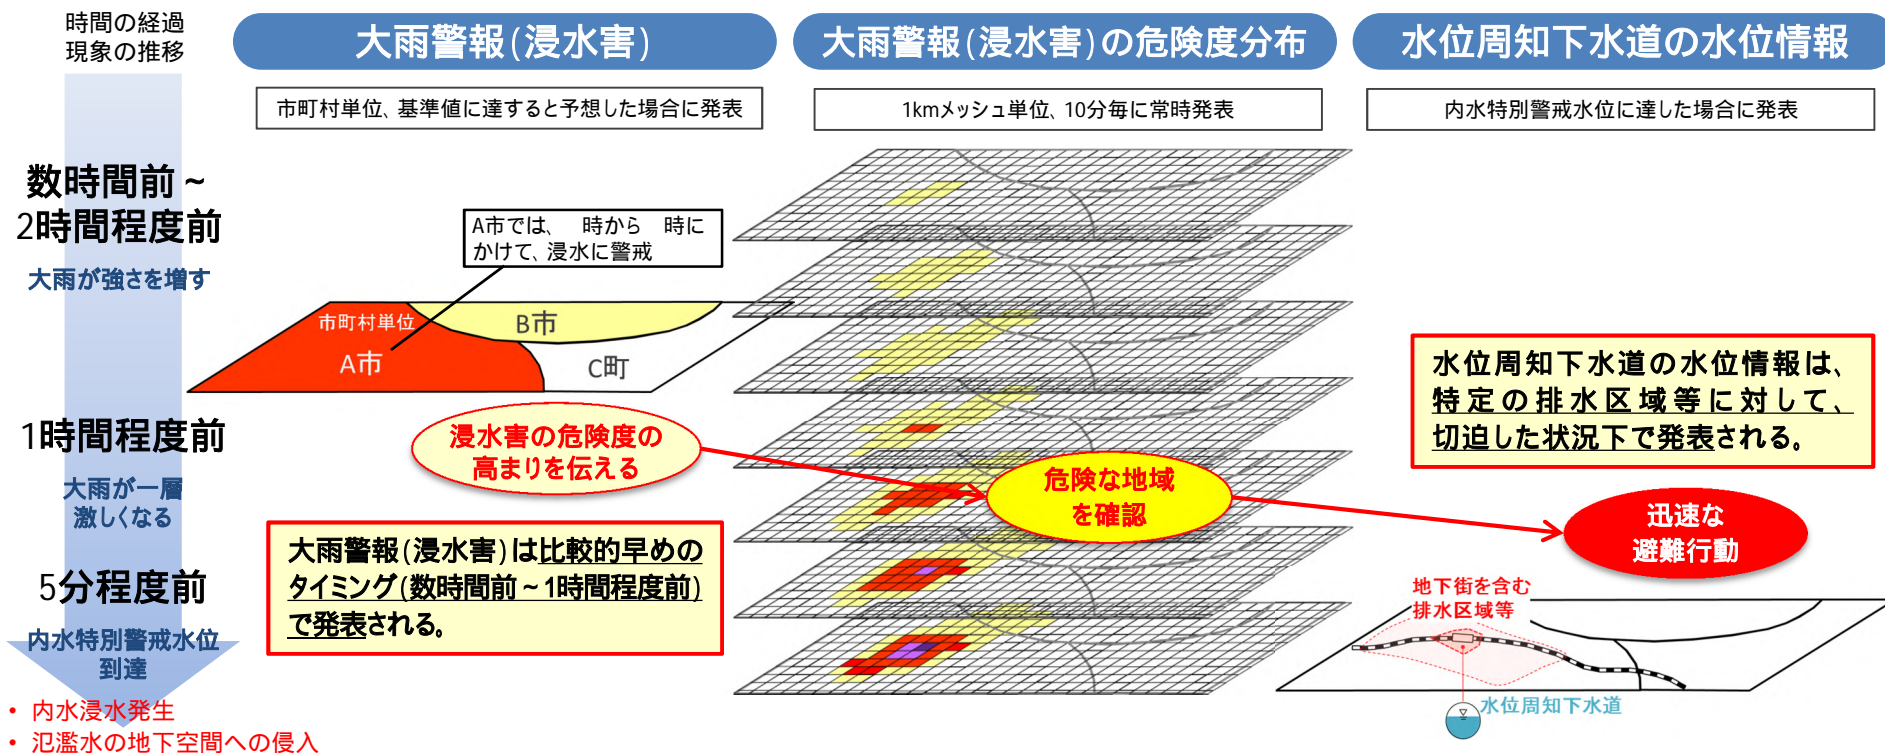 時間の経過
現象の推移
大雨警報(浸水害)
大雨警報(浸水害)の危険度分布
水位周知下水道の水位情報
市町村単位、基準値に達すると予想した場合に発表
1kmメッシュ単位、10分毎に常時発表
内水特別警戒水位に達した場合に発表
数時間前~
2時間程度前
大雨が強さを増す
A市では、 時から 時に
かけて、浸水に警戒
市町村単位
A市
B市
C町
1時間程度前
大雨が一層
激しくなる
浸水害の危険度の
高まりを伝える
危険な地域
を確認
水位周知下水道の水位情報は、
特定の排水区域等に対して、
切迫した状況下で発表される。
迅速な
避難行動
大雨警報(浸水害)は比較的早めの
タイミング(数時間前~1時間程度前)
で発表される。
5分程度前
内水特別警戒水位
到達
• 内水浸水発生
• 氾濫水の地下空間への侵入
地下街を含む
排水区域等
水位周知下水道